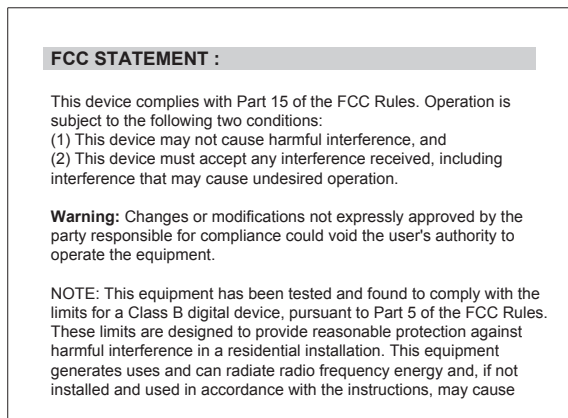 FCC STATEMENT :
This device complies with Part 15 of the FCC Rules. Operation is
subject to the following two conditions:
(1) This device may not cause harmful interference, and
(2) This device must accept any interference received, including
interference that may cause undesired operation.
Warning: Changes or modifications not expressly approved by the
party responsible for compliance could void the user's authority to
operate the equipment.
NOTE: This equipment has been tested and found to comply with the
limits for a Class B digital device, pursuant to Part 5 of the FCC Rules.
These limits are designed to provide reasonable protection against
harmful interference in a residential installation. This equipment
generates uses and can radiate radio frequency energy and, if not
installed and used in accordance with the instructions, may cause